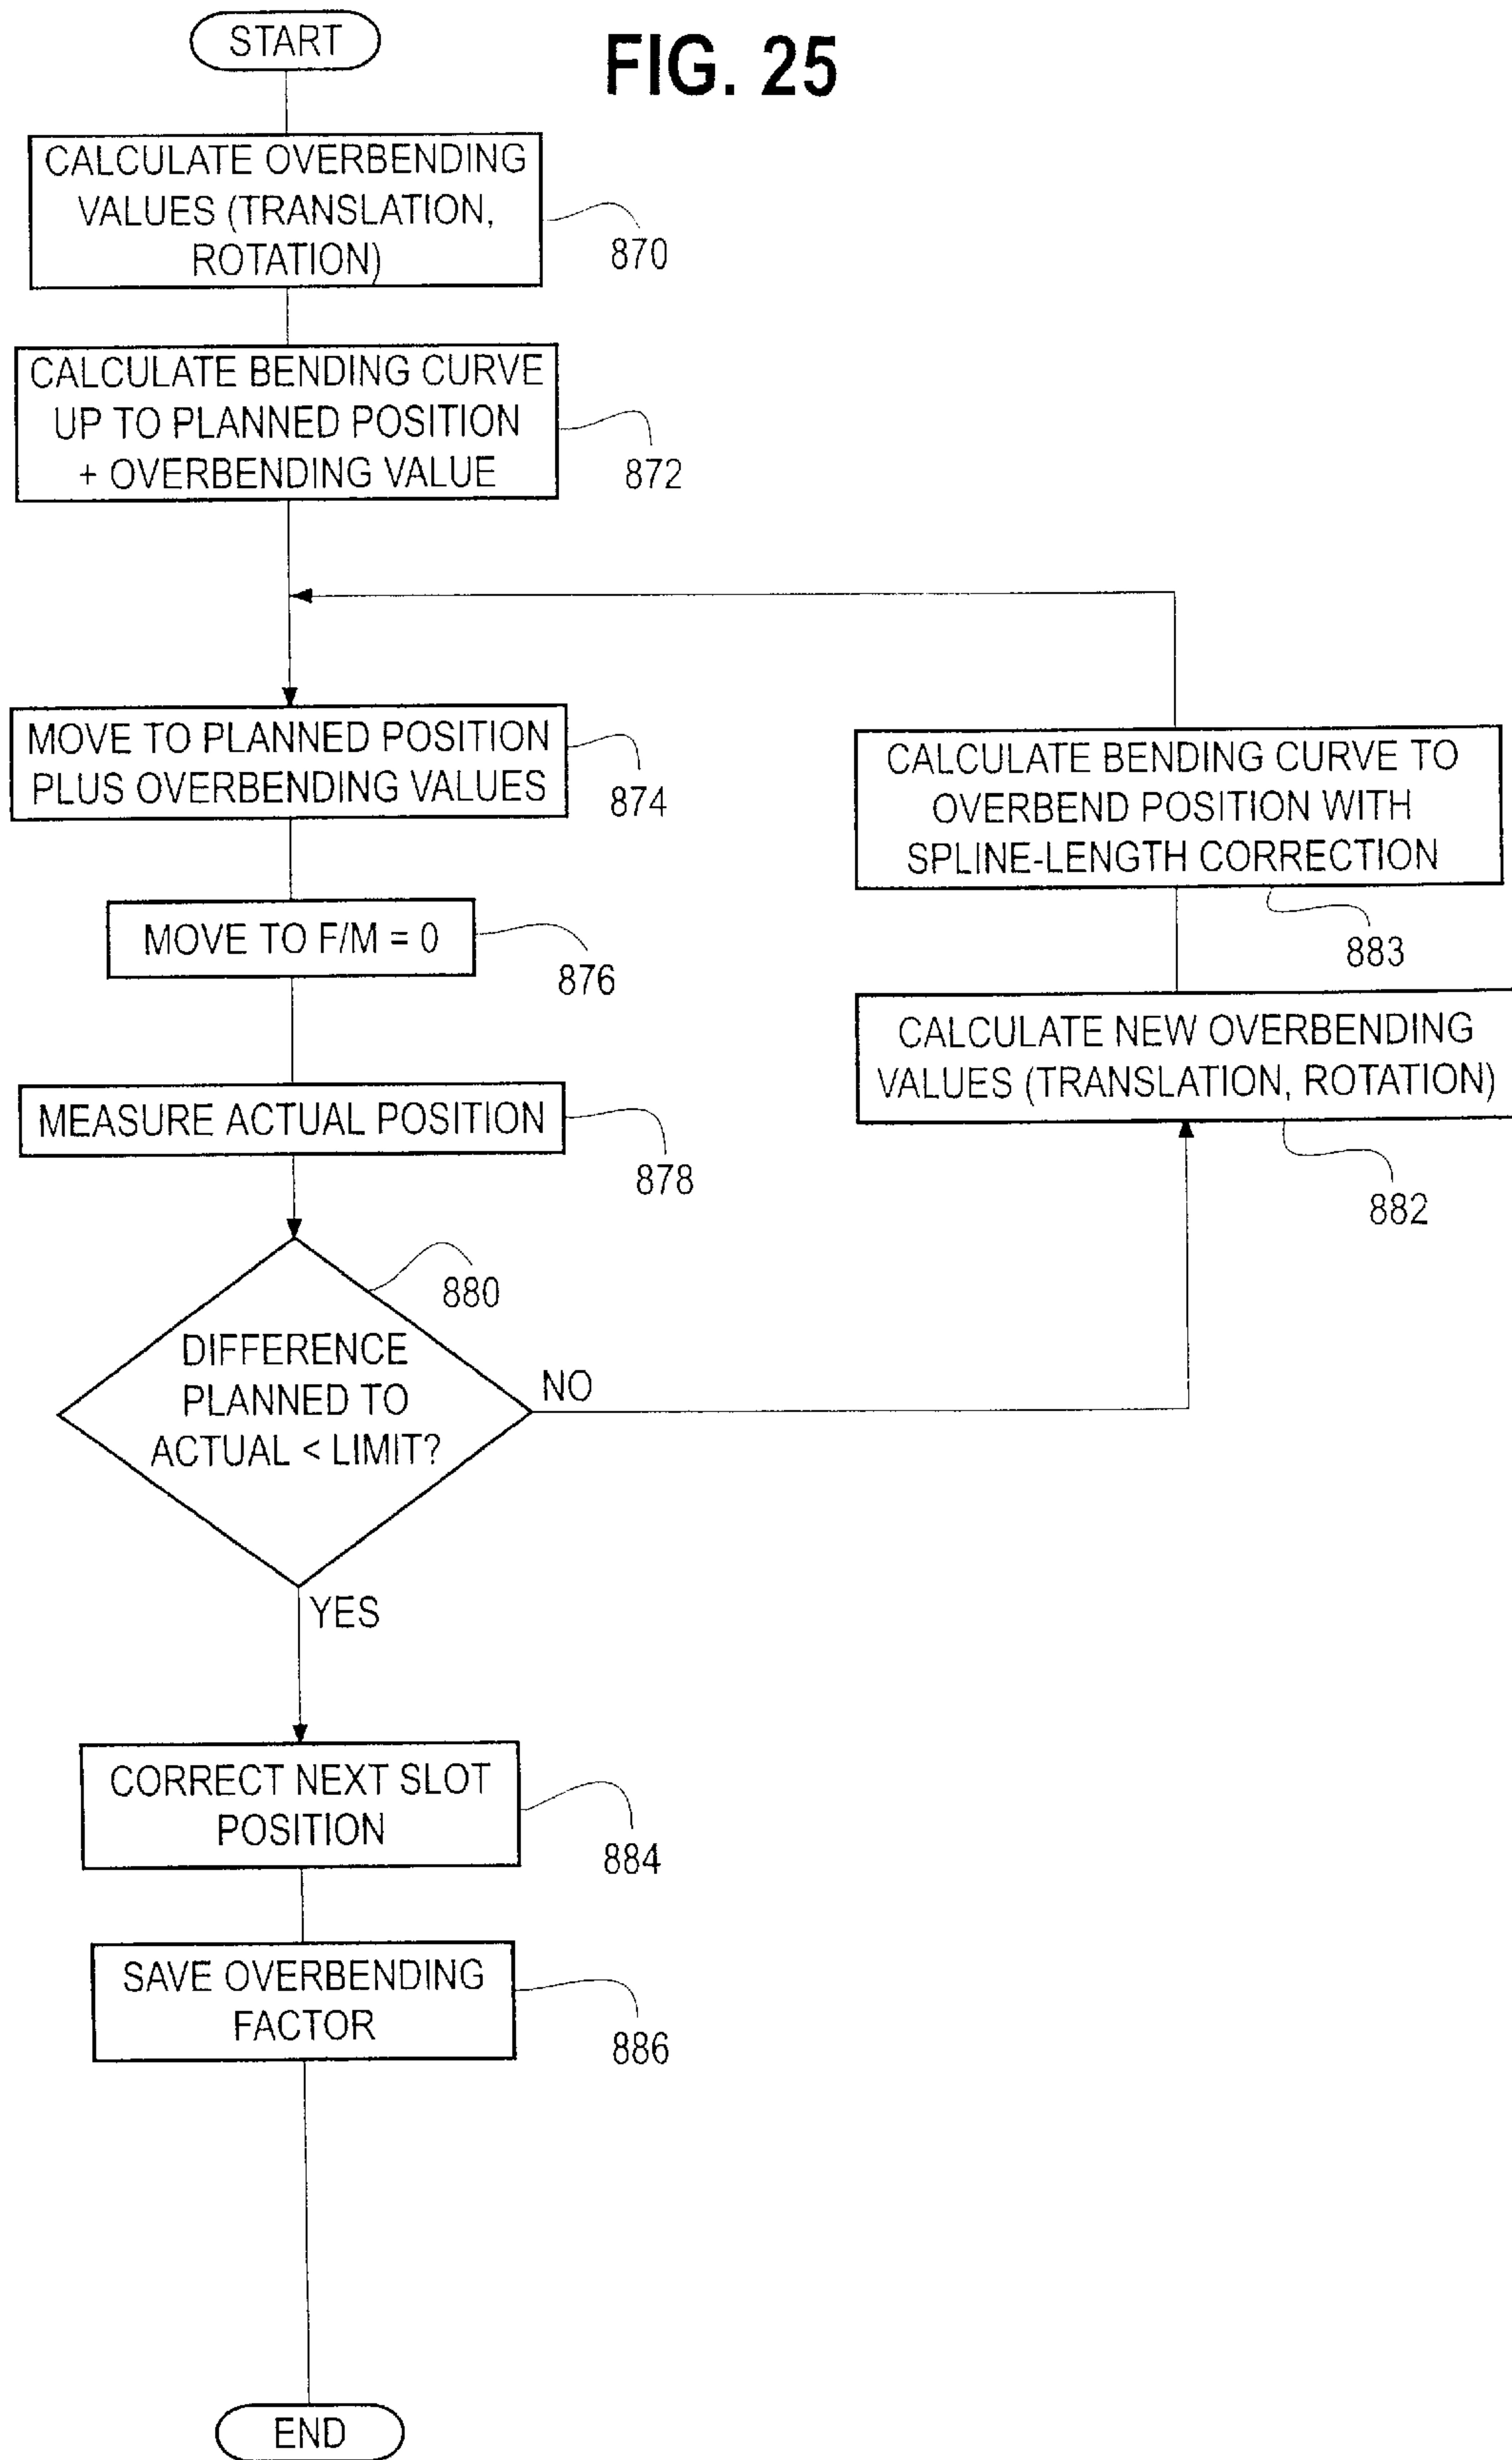 FIG. 25
START
CALCULATE OVERBENDING
VALUES (TRANSLATION,
ROTATION)
870
CALCULATE BENDING CURVE
UP TO PLANNED POSITION
+ OVERBENDING VALUE
872
MOVE TO PLANNED POSITION
PLUS OVERBENDING VALUES
874
MOVE TO F/M = 0
876
MEASURE ACTUAL POSITION
878
DIFFERENCE
PLANNED TO
ACTUAL < LIMIT?
880
NO
CALCULATE NEW OVERBENDING
VALUES (TRANSLATION, ROTATION)
882
CALCULATE BENDING CURVE TO
OVERBEND POSITION WITH
SPLINE-LENGTH CORRECTION
883
YES
CORRECT NEXT SLOT
POSITION
884
SAVE OVERBENDING
FACTOR
886
END